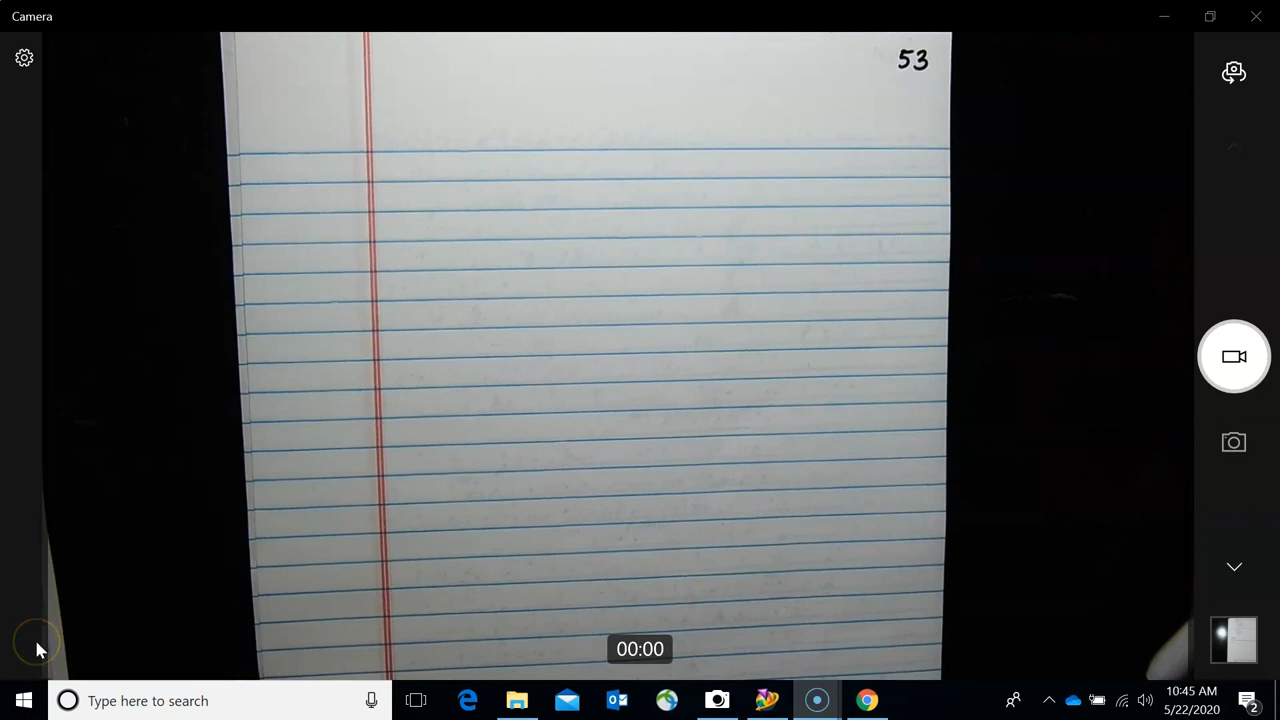 Camera
53
00:00
Type here to search
10:45 AM
5/22/2020
2